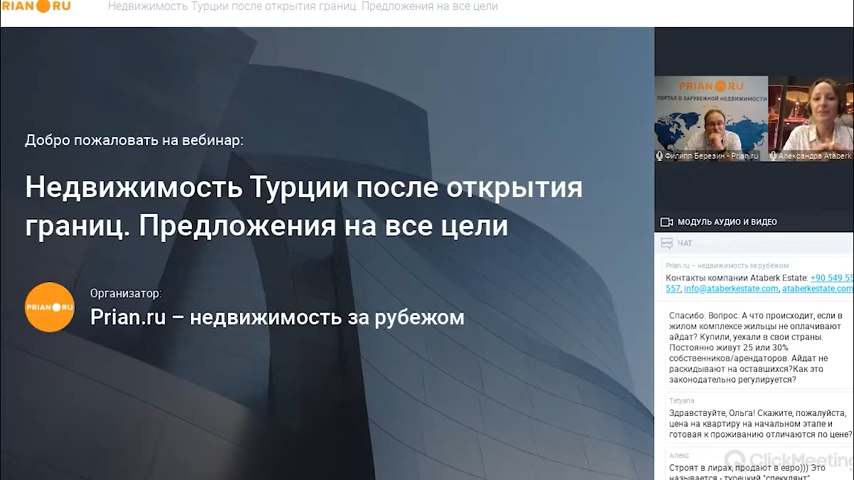 RIAN RU
Недвижимость Турции после открытия границ. Предложения на все цели
Добро пожаловать на вебинар:
Недвижимость Турции после открытия
границ. Предложения на все цели
PRIAN RU
Организатор:
Prian.ru – недвижимость за рубежом
PRIAN RU
ПОРТАЛ О ЗАРУБЕЖНОЙ НЕДВИЖИМОСТИ
Филипп Березин - Prian.ru
Александра Ataberk
МОДУЛЬ АУДИО И ВИДЕО
ЧАТ
Prian.ru – недвижимость за рубежом
Контакты компании Ataberk Estate: +90 549 55
557, info@ataberkestate.com, ataberkestate.com
Спасибо. Вопрос. А что происходит, если в
жилом комплексе жильцы не оплачивают
айдат? Купили, уехали в свои страны.
Постоянно живут 25 или 30%
собственников/арендаторов. Айдат не
раскидывают на оставшихся?Как это
законодательно регулируется?
Tetyana
Здравствуйте, Ольга! Скажите, пожалуйста,
цена на квартиру на начальном этапе и
готовая к проживанию отличаются по цене?
Алекс
Строят в лирах, продают в евро))) Это
называется - турецкий "спекулянт"
ClickMeeting